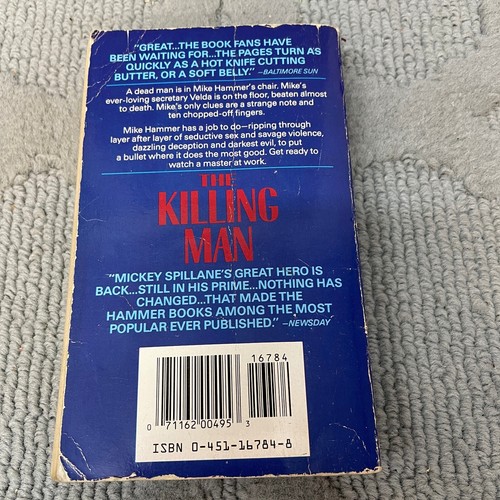 "GREAT...THE BOOK FANS HAVE
BEEN WAITING FOR...THE PAGES TURN AS
QUICKLY AS A HOT KNIFE CUTTING
BUTTER, OR A SOFT BELLY." —BALTIMORE SUN
A dead man is in Mike Hammer's chair. Mike's
ever-loving secretary Velda is on the floor, beaten almost
to death. Mike's only clues are a strange note and
ten chopped-off fingers.
Mike Hammer has a job to do—ripping through
layer after layer of seductive sex and savage violence,
dazzling deception and darkest evil, to put
a bullet where it does the most good. Get ready to
watch a master at work.
THE
KILLING
MAN
"MICKEY SPILLANE'S GREAT HERO IS
BACK...STILL IN HIS PRIME...NOTHING HAS
CHANGED...THAT MADE THE
HAMMER BOOKS AMONG THE MOST
POPULAR EVER PUBLISHED." —NEWSDAY
16784
0 71162 00495 3
ISBN 0-451-16784-8